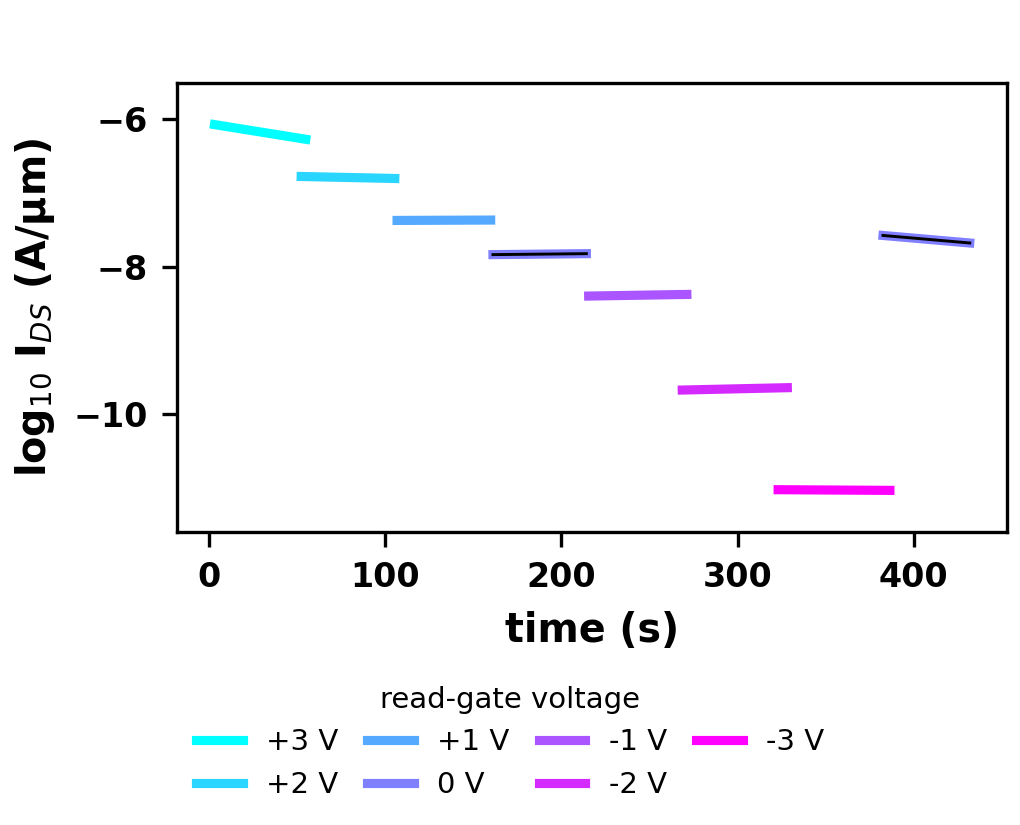 −6
−8
−10
log10 IDS (A/μm)
0 100 200 300 400
time (s)
read-gate voltage
+3 V +1 V -1 V -3 V
+2 V 0 V -2 V